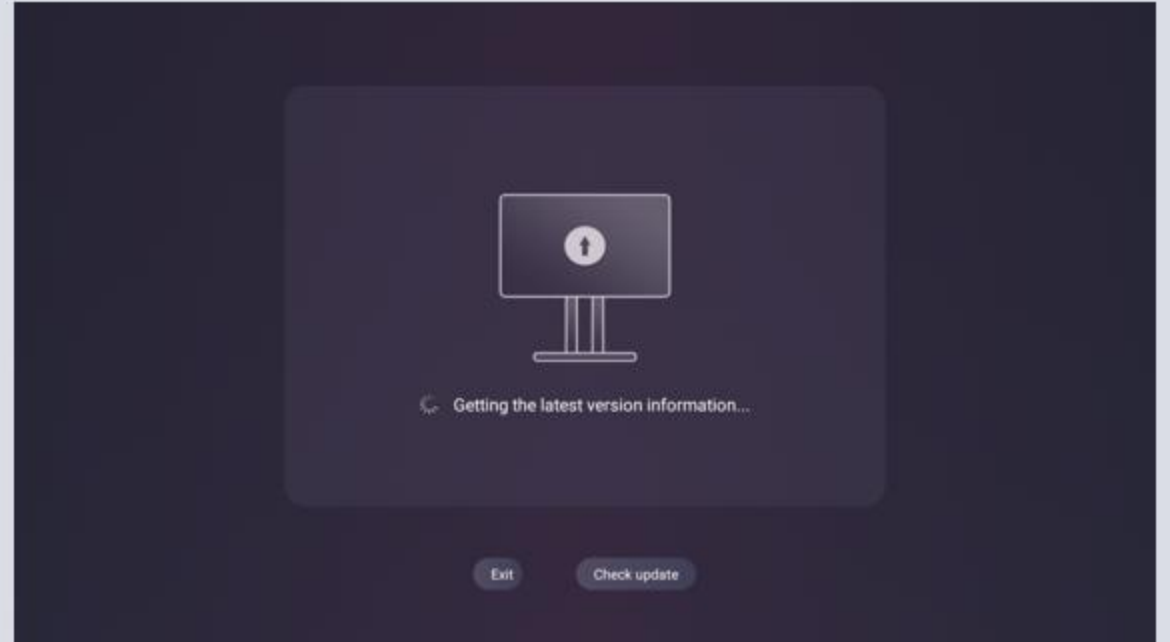 Getting the latest version information...
Exit
Check update